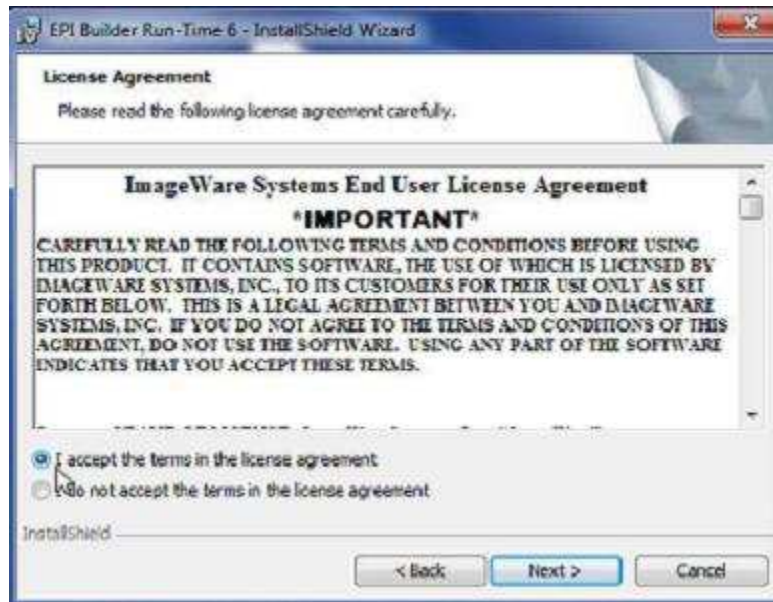 EPI Builder Run-Time 6 - InstallShield Wizard
License Agreement
Please read the following license agreement carefully.
ImageWare Systems End User License Agreement
*IMPORTANT*
CAREFULLY READ THE FOLLOWING TERMS AND CONDITIONS BEFORE USING
THIS PRODUCT. IT CONTAINS SOFTWARE, THE USE OF WHICH IS LICENSED BY
IMAGEWARE SYSTEMS, INC., TO ITS CUSTOMERS FOR THEIR USE ONLY AS SET
FORTH BELOW. THIS IS A LEGAL AGREEMENT BETWEEN YOU AND IMAGEWARE
SYSTEMS, INC. IF YOU DO NOT AGREE TO THE TERMS AND CONDITIONS OF THIS
AGREEMENT, DO NOT USE THE SOFTWARE. USING ANY PART OF THE SOFTWARE
INDICATES THAT YOU ACCEPT THESE TERMS.
I accept the terms in the license agreement
I do not accept the terms in the license agreement
InstallShield
< Back
Next >
Cancel